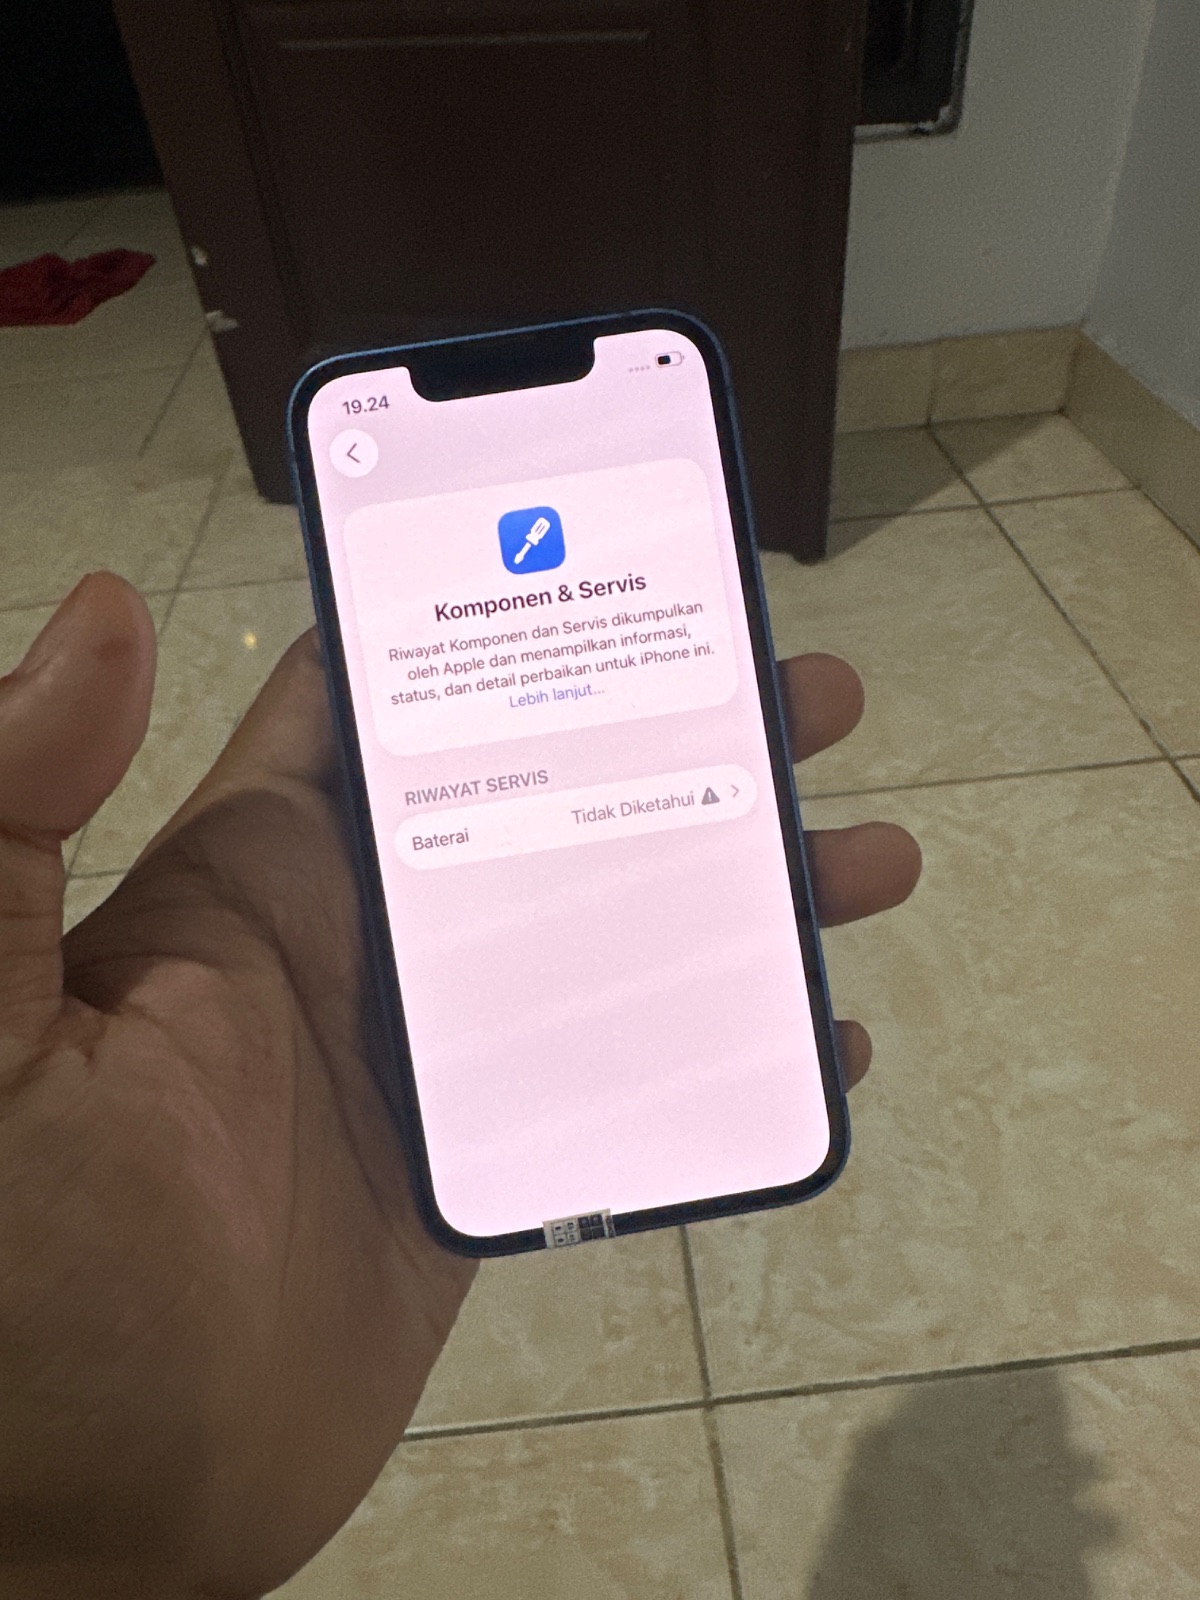 19.24
Komponen & Servis
Riwayat Komponen dan Servis dikumpulkan
oleh Apple dan menampilkan informasi,
status, dan detail perbaikan untuk iPhone ini.
Lebih lanjut...
RIWAYAT SERVIS
Baterai Tidak Diketahui